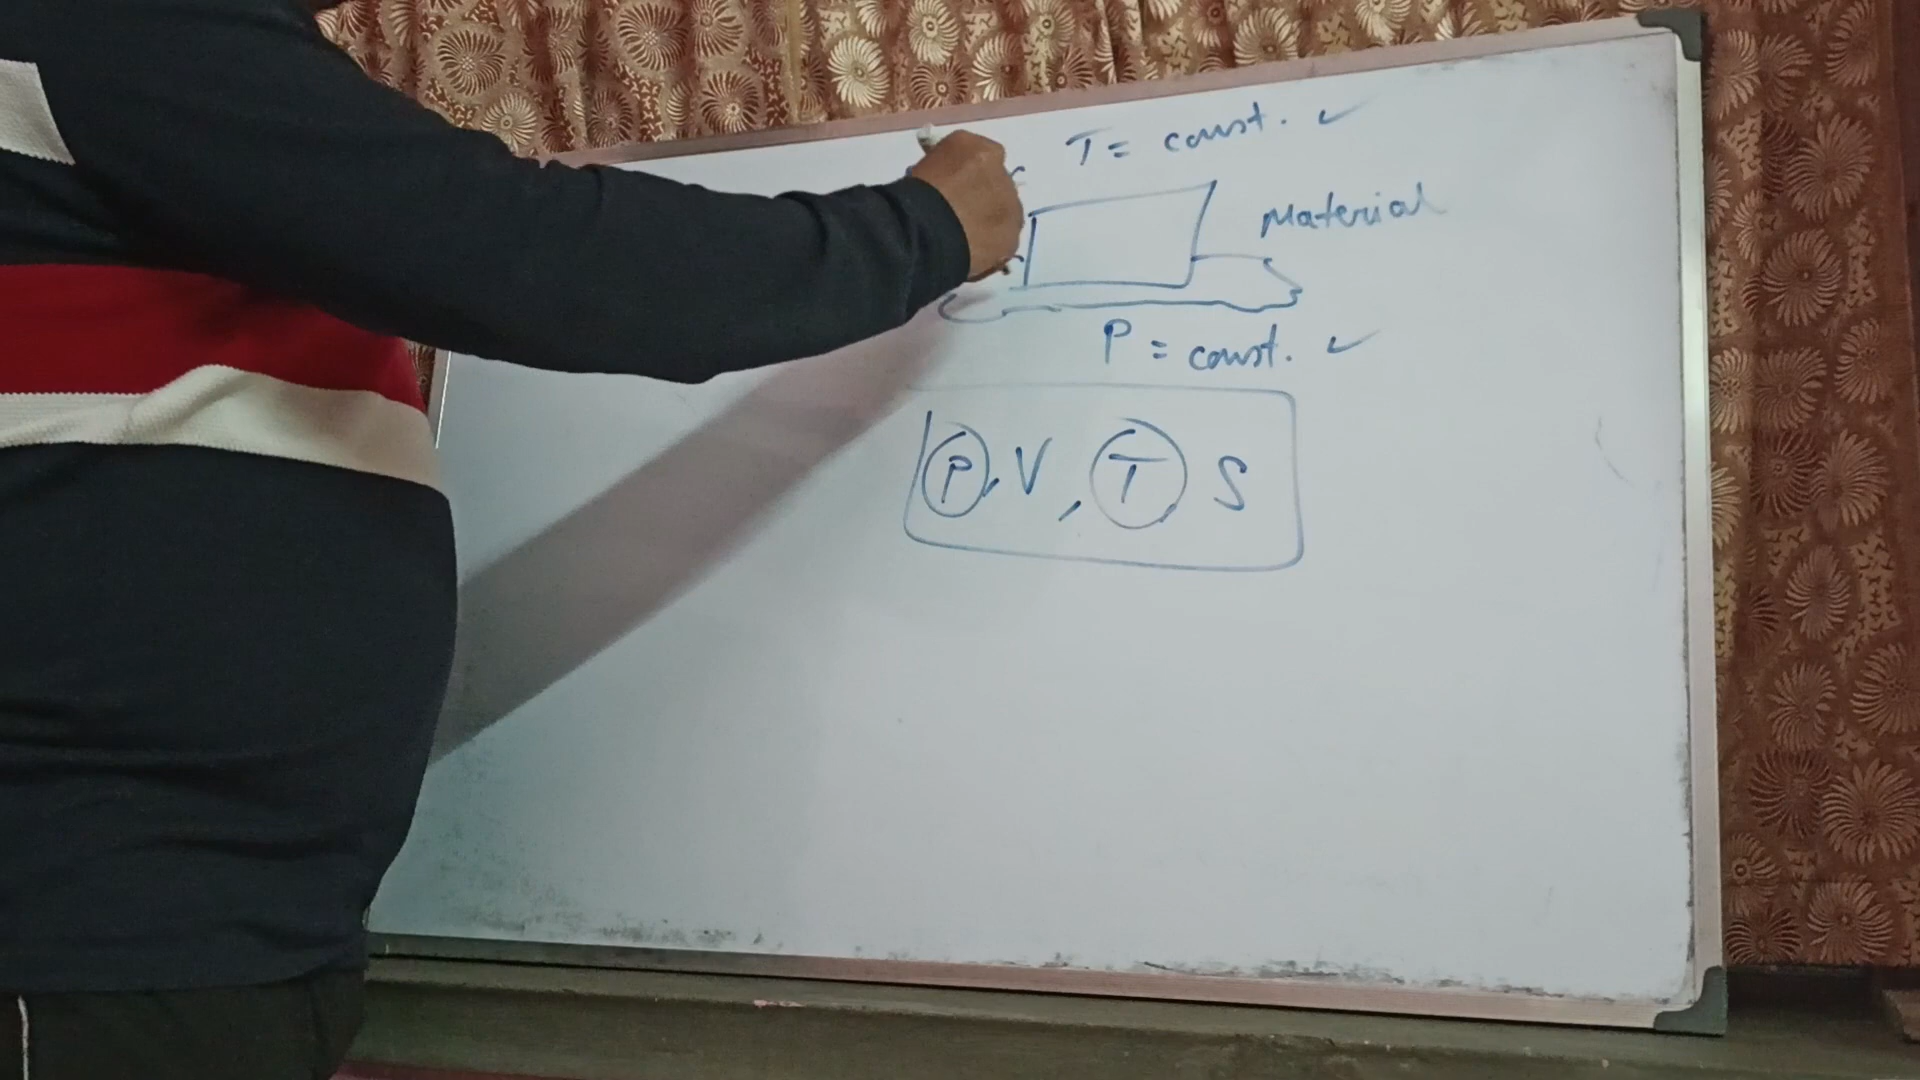 T = const. ✓
Material
P = const. ✓
P, V, T S